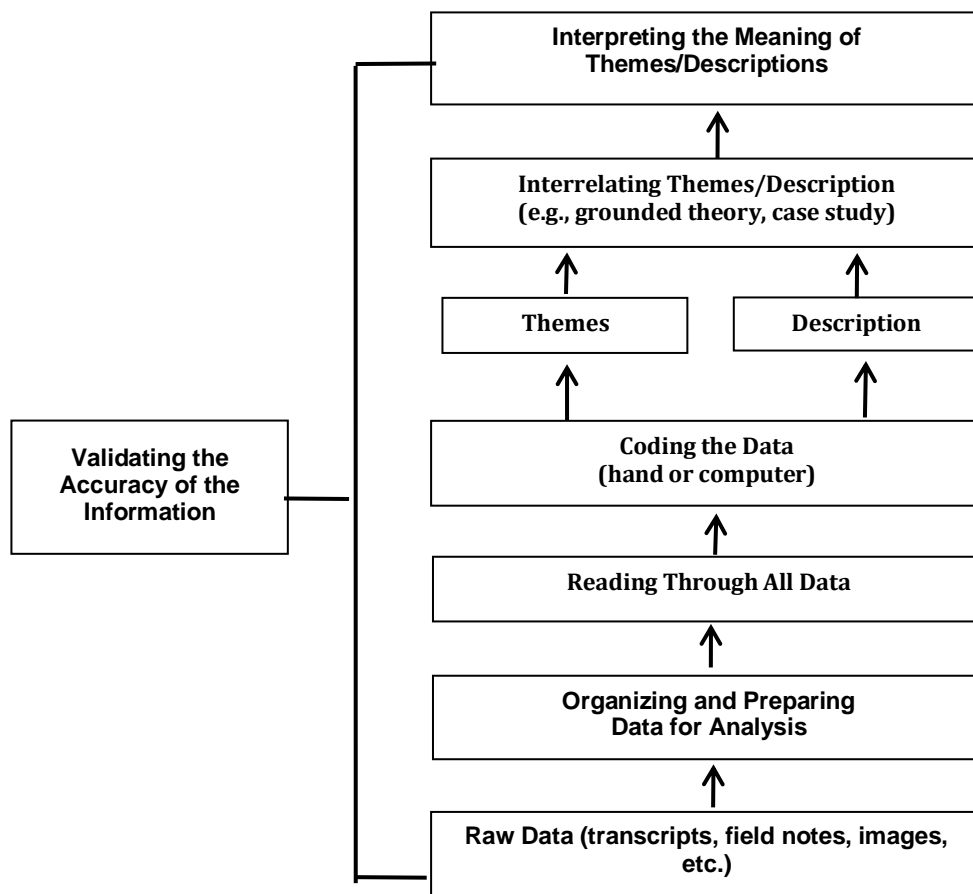 Interpreting the Meaning of
Themes/Descriptions
Interrelating Themes/Description
(e.g., grounded theory, case study)
Themes
Description
Coding the Data
(hand or computer)
Validating the
Accuracy of the
Information
Reading Through All Data
Organizing and Preparing
Data for Analysis
Raw Data (transcripts, field notes, images,
etc.)